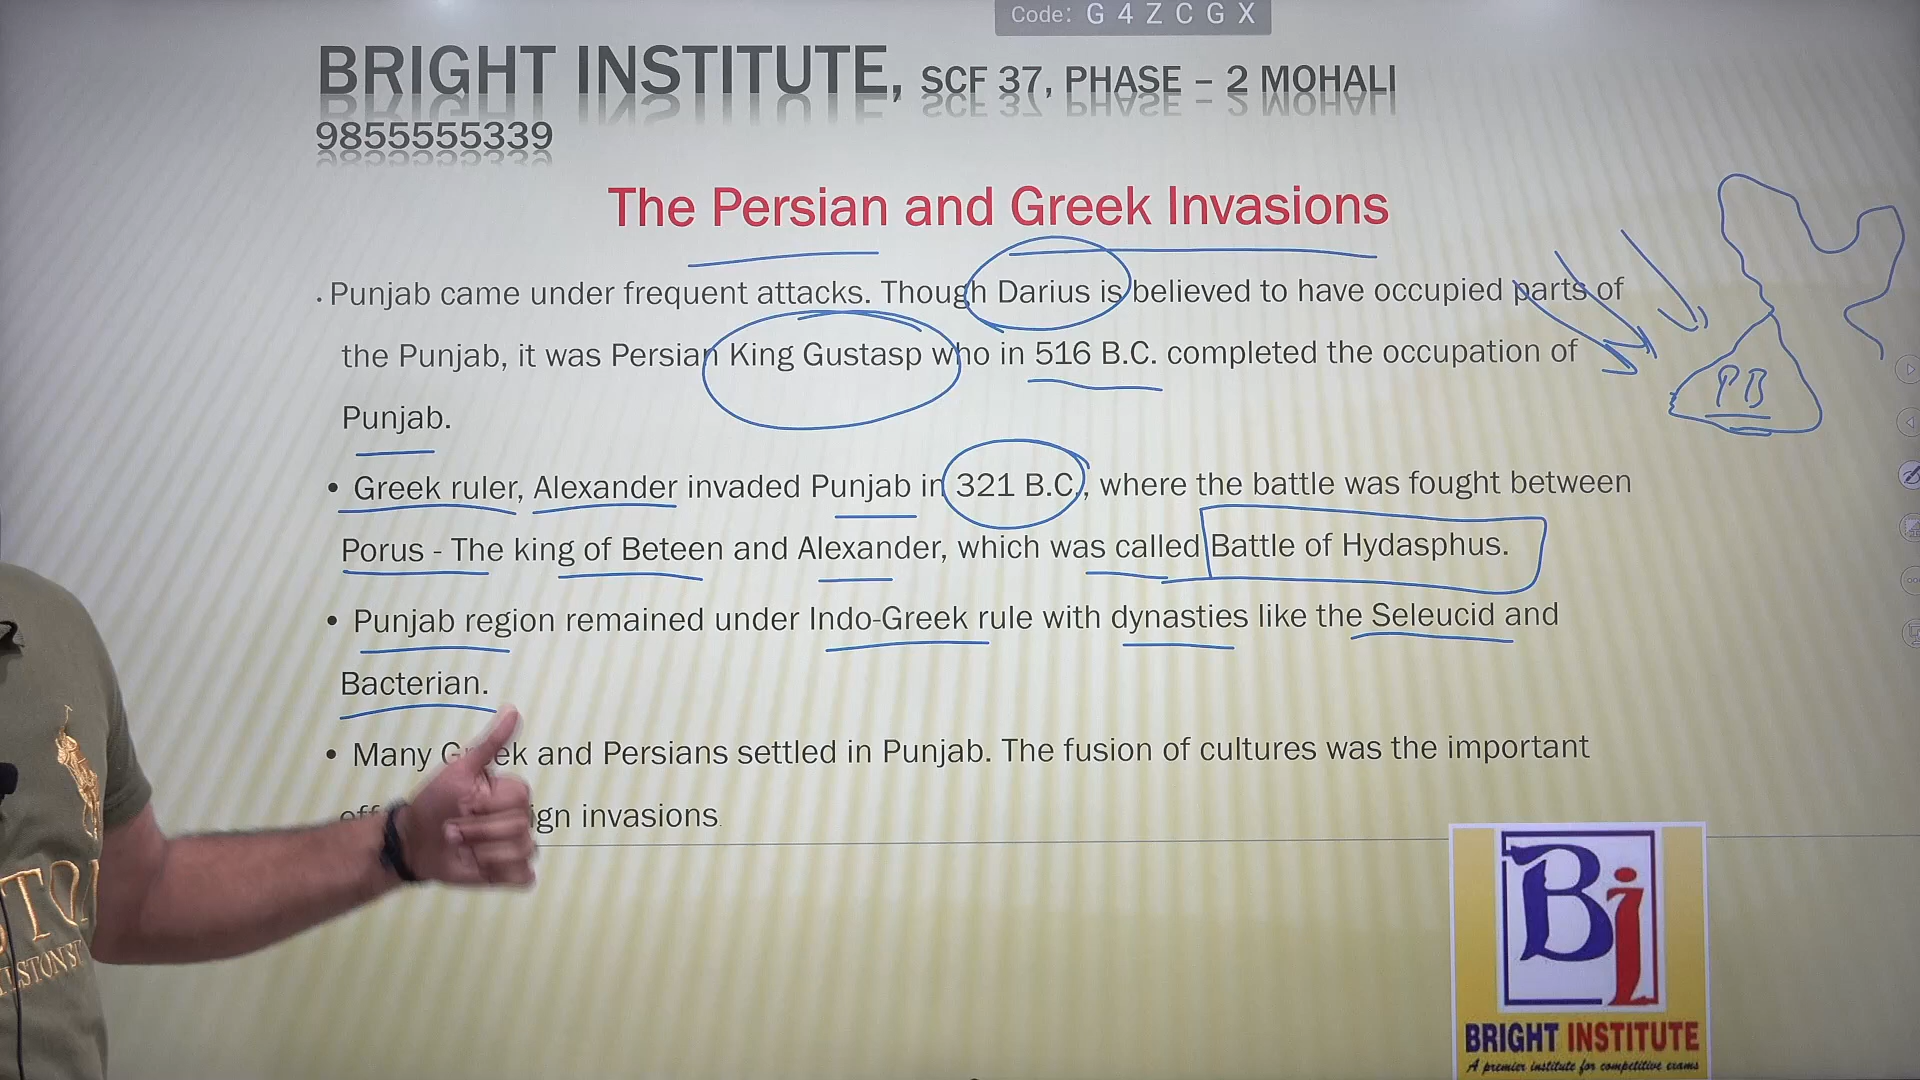 Code: G 4 Z C G X
BRIGHT INSTITUTE, SCF 37, PHASE – 2 MOHALI
9855555339
The Persian and Greek Invasions
Punjab came under frequent attacks. Though Darius is believed to have occupied parts of
the Punjab, it was Persian King Gustasp who in 516 B.C. completed the occupation of
Punjab.
PB
• Greek ruler, Alexander invaded Punjab in 321 B.C., where the battle was fought between
Porus - The king of Beteen and Alexander, which was called Battle of Hydasphus.
• Punjab region remained under Indo-Greek rule with dynasties like the Seleucid and
Bacterian.
• Many and Persians settled in Punjab. The fusion of cultures was the important
invasions.
Bi
BRIGHT INSTITUTE
A premier institute for competitive exams